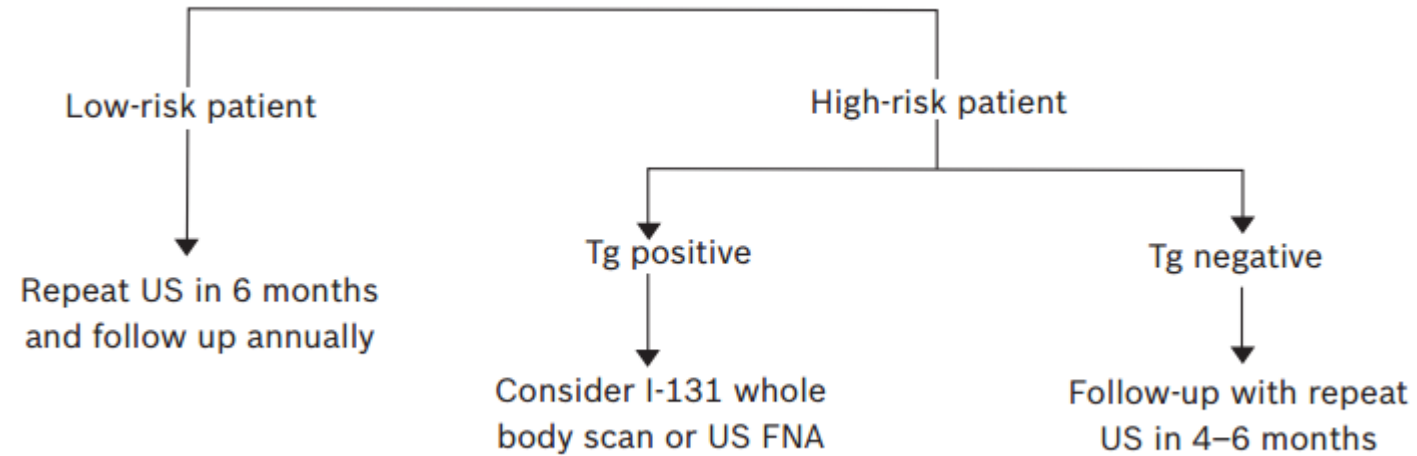 Low-risk patient
High-risk patient
Tg positive
Tg negative
Repeat US in 6 months
and follow up annually
Consider I-131 whole
body scan or US FNA
Follow-up with repeat
US in 4–6 months